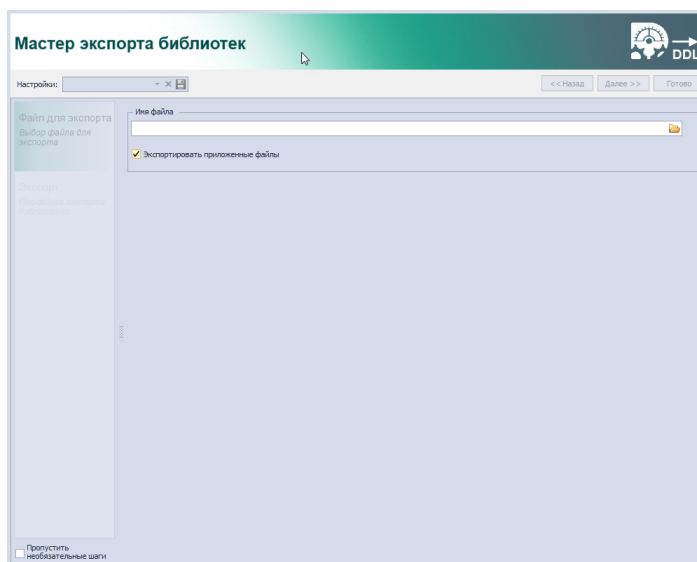 Мастер экспорта библиотек
DDL
Настройки:
<< Назад Далее >> Готово
Файл для экспорта
Выбор файла для
экспорта
Экспорт
Имя файла
Экспортировать приложенные файлы
Пропустить
необязательные шаги